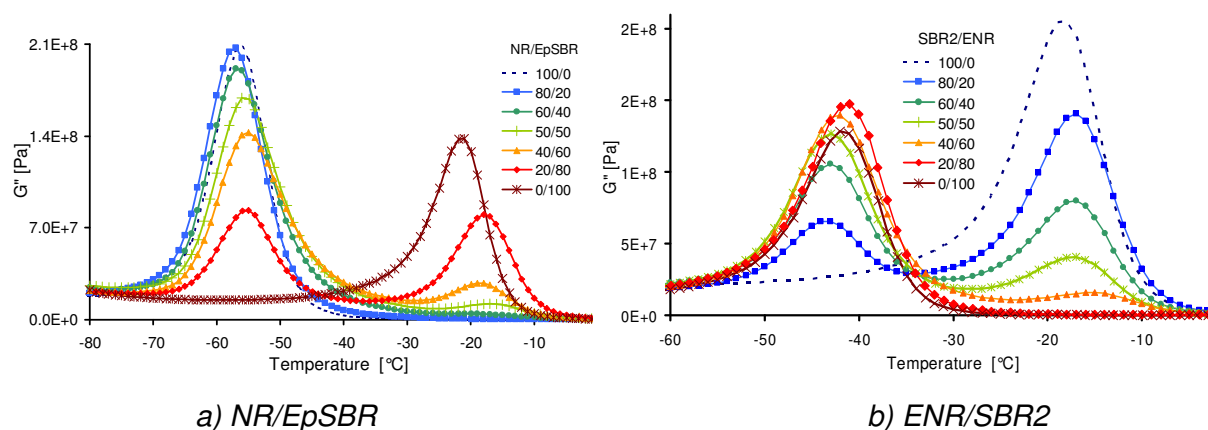 NR/EpSBR
100/0
80/20
60/40
50/50
40/60
20/80
0/100
2.1E+8
1.4E+8
7.0E+7
0.0E+0
G" [Pa]
-80 -70 -60 -50 -40 -30 -20 -10
Temperature [°C]
a) NR/EpSBR
SBR2/ENR
100/0
80/20
60/40
50/50
40/60
20/80
0/100
2E+8
2E+8
1E+8
5E+7
0E+0
G" [Pa]
-60 -50 -40 -30 -20 -10
Temperature [°C]
b) ENR/SBR2